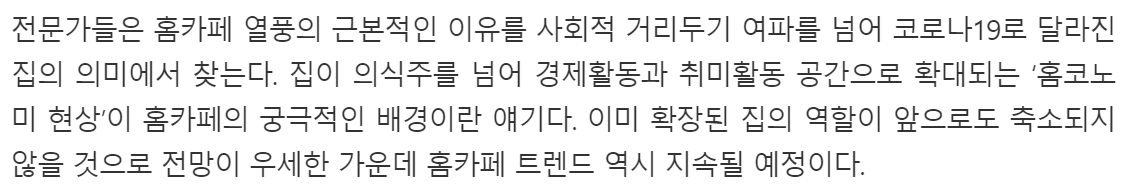 전문가들은 홈카페 열풍의 근본적인 이유를 사회적 거리두기 여파를 넘어 코로나19로 달라진
집의 의미에서 찾는다. 집이 의식주를 넘어 경제활동과 취미활동 공간으로 확대되는 ‘홈코노
미 현상’이 홈카페의 궁극적인 배경이란 얘기다. 이미 확장된 집의 역할이 앞으로도 축소되지
않을 것으로 전망이 우세한 가운데 홈카페 트렌드 역시 지속될 예정이다.